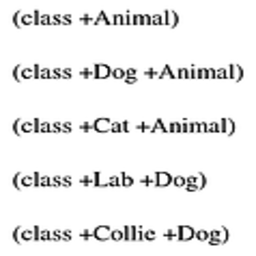 (class +Animal)
(class +Dog +Animal)
(class +Cat +Animal)
(class +Lab +Dog)
(class +Collie +Dog)